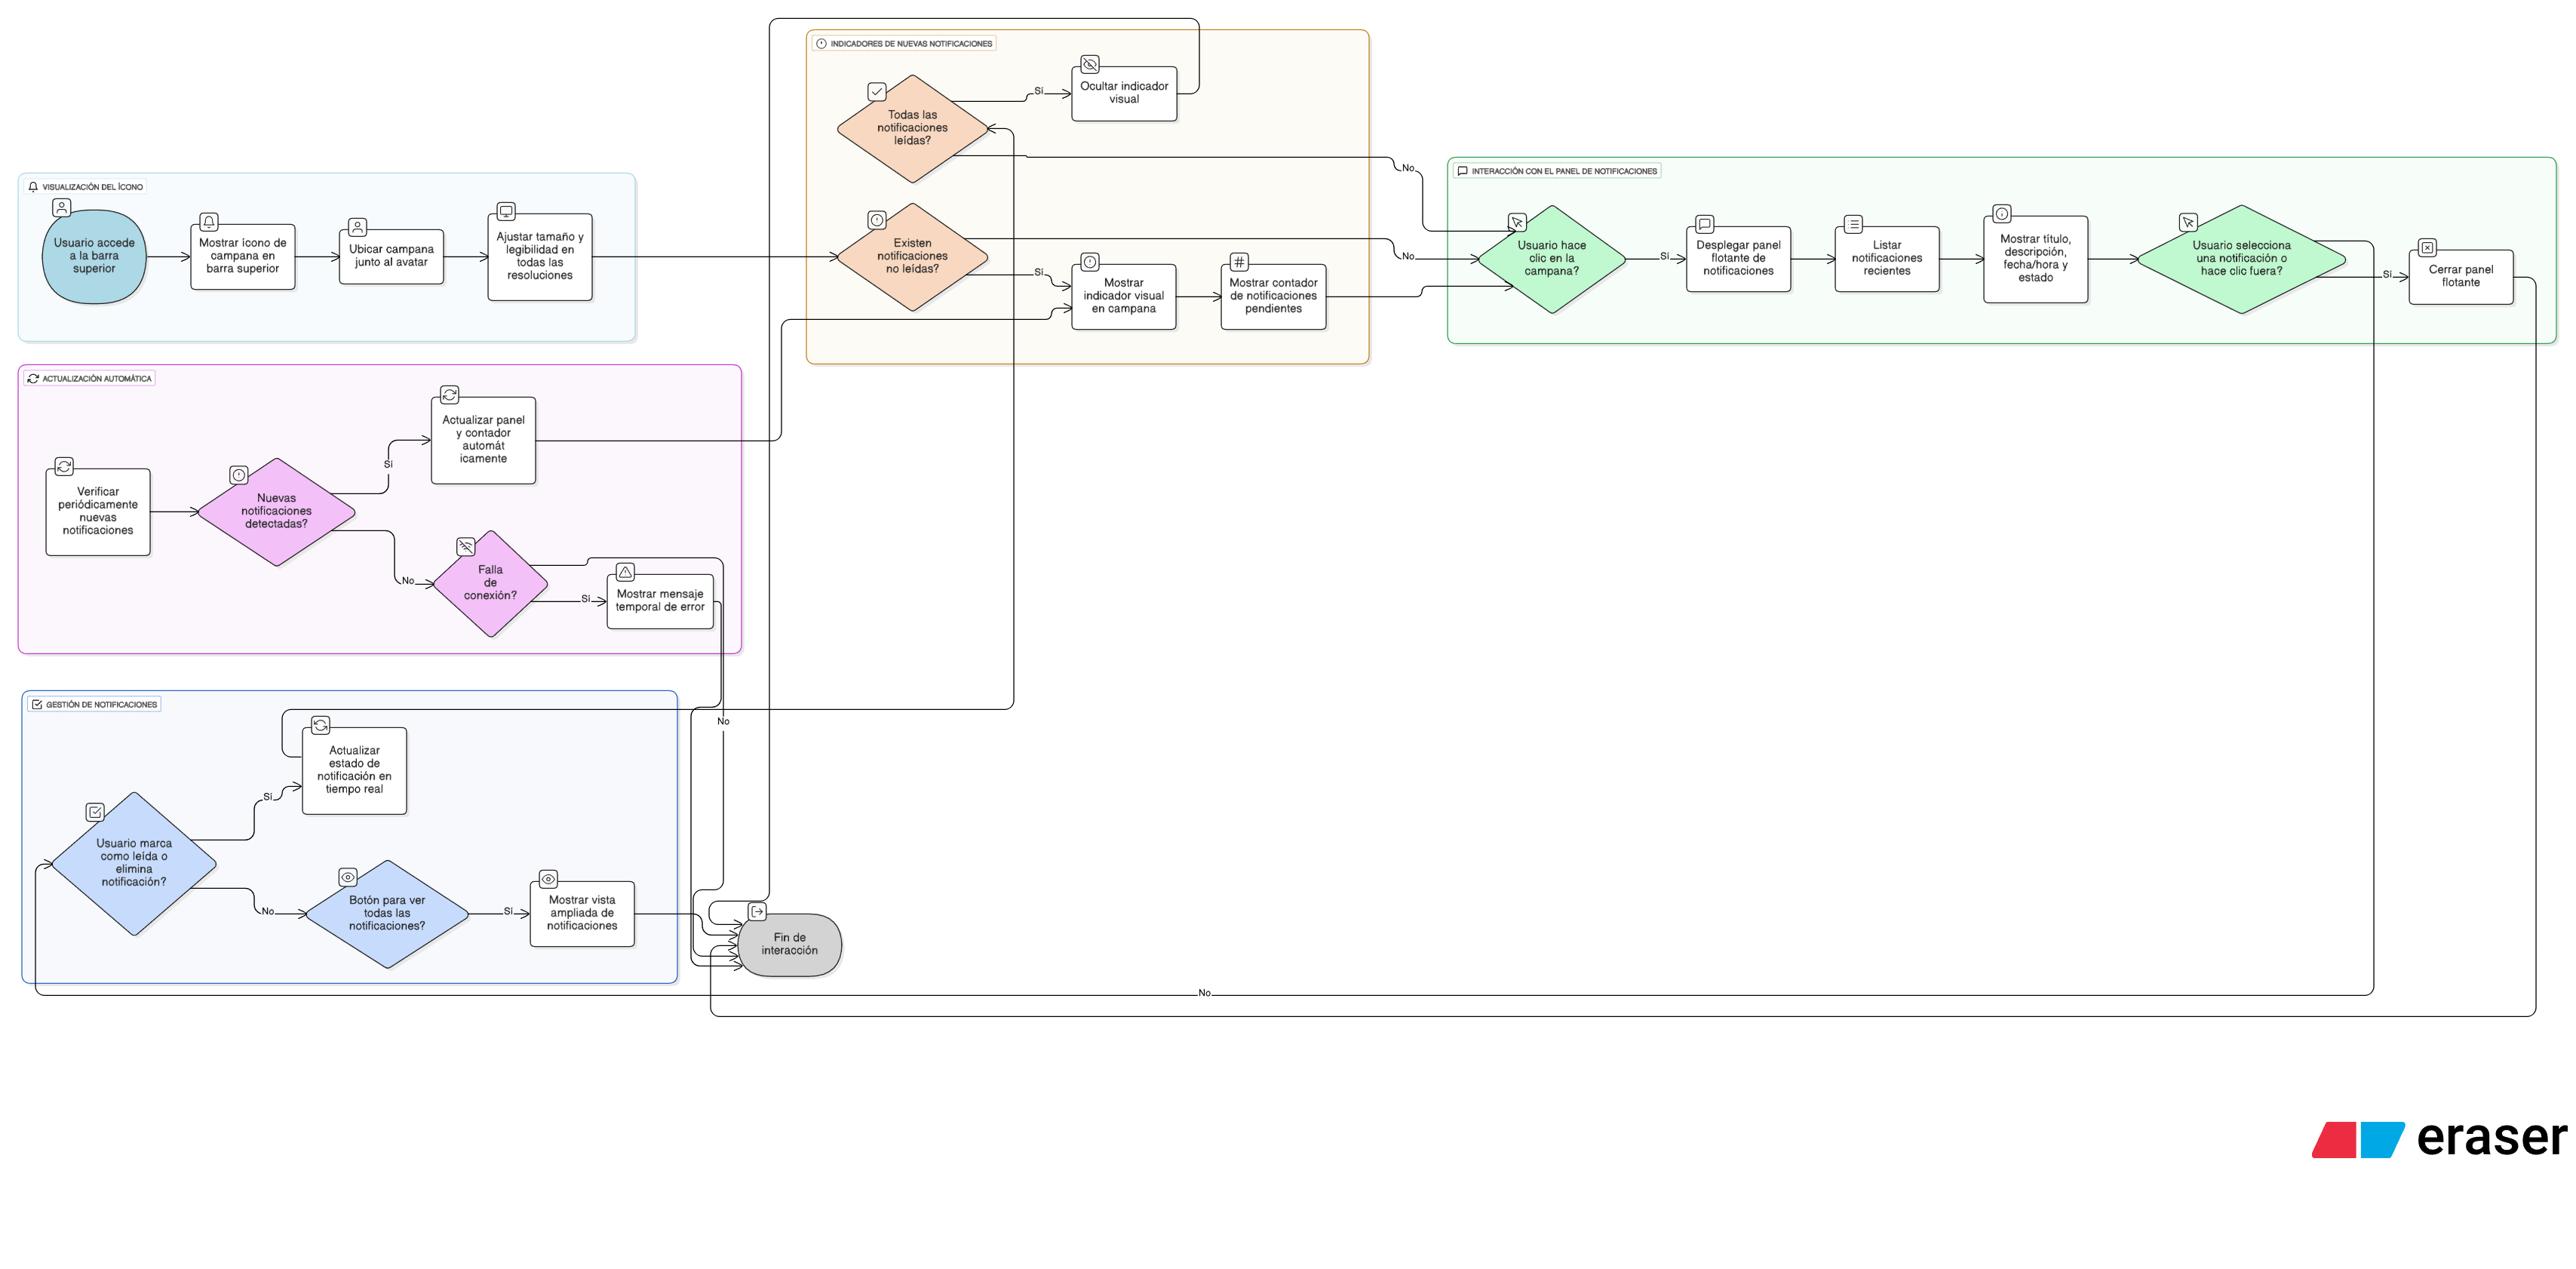 INDICADORES DE NUEVAS NOTIFICACIONES
Todas las
notificaciones
leídas?
Sí
Ocultar indicador
visual
No
Existen
notificaciones
no leídas?
No
Sí
Mostrar
indicador visual
en campana
Mostrar contador
de notificaciones
pendientes
VISUALIZACIÓN DEL ÍCONO
Usuario accede
a la barra
superior
Mostrar ícono de
campana en
barra superior
Ubicar campana
junto al avatar
Ajustar tamaño y
legibilidad en
todas las
resoluciones
INTERACCIÓN CON EL PANEL DE NOTIFICACIONES
Usuario hace
clic en la
campana?
Sí
Desplegar panel
flotante de
notificaciones
Listar
notificaciones
recientes
Mostrar título,
descripción,
fecha/hora y
estado
Usuario selecciona
una notificación o
hace clic fuera?
Sí
Cerrar panel
flotante
ACTUALIZACIÓN AUTOMÁTICA
Verificar
periódicamente
nuevas
notificaciones
Nuevas
notificaciones
detectadas?
Sí
Actualizar panel
y contador
automát
icamente
No
Falla
de
conexión?
Sí
Mostrar mensaje
temporal de error
No
GESTIÓN DE NOTIFICACIONES
Usuario marca
como leída o
elimina
notificación?
Sí
Actualizar
estado de
notificación en
tiempo real
No
Botón para ver
todas las
notificaciones?
Sí
Mostrar vista
ampliada de
notificaciones
Fin de
interacción
No
eraser